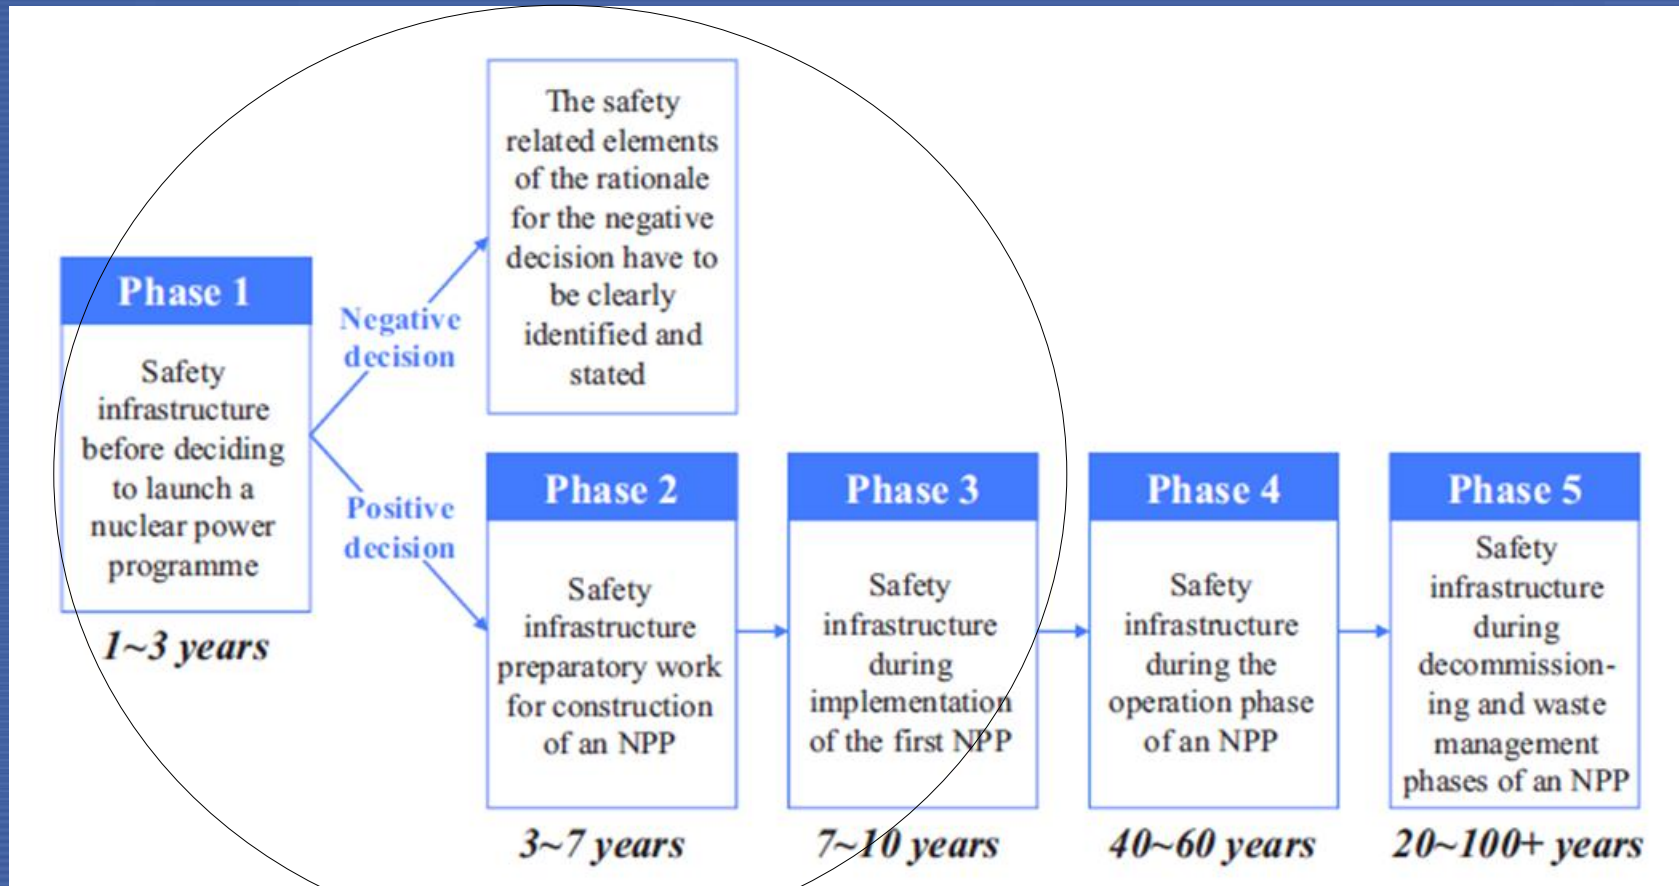 Phase 1
Safety
infrastructure
before deciding
to launch a
nuclear power
programme
1~3 years
Negative
decision
The safety
related elements
of the rationale
for the negative
decision have to
be clearly
identified and
stated
Positive
decision
Phase 2
Safety
infrastructure
preparatory work
for construction
of an NPP
3~7 years
Phase 3
Safety
infrastructure
during
implementation
of the first NPP
7~10 years
Phase 4
Safety
infrastructure
during the
operation phase
of an NPP
40~60 years
Phase 5
Safety
infrastructure
during
decommission-
ing and waste
management
phases of an NPP
20~100+ years